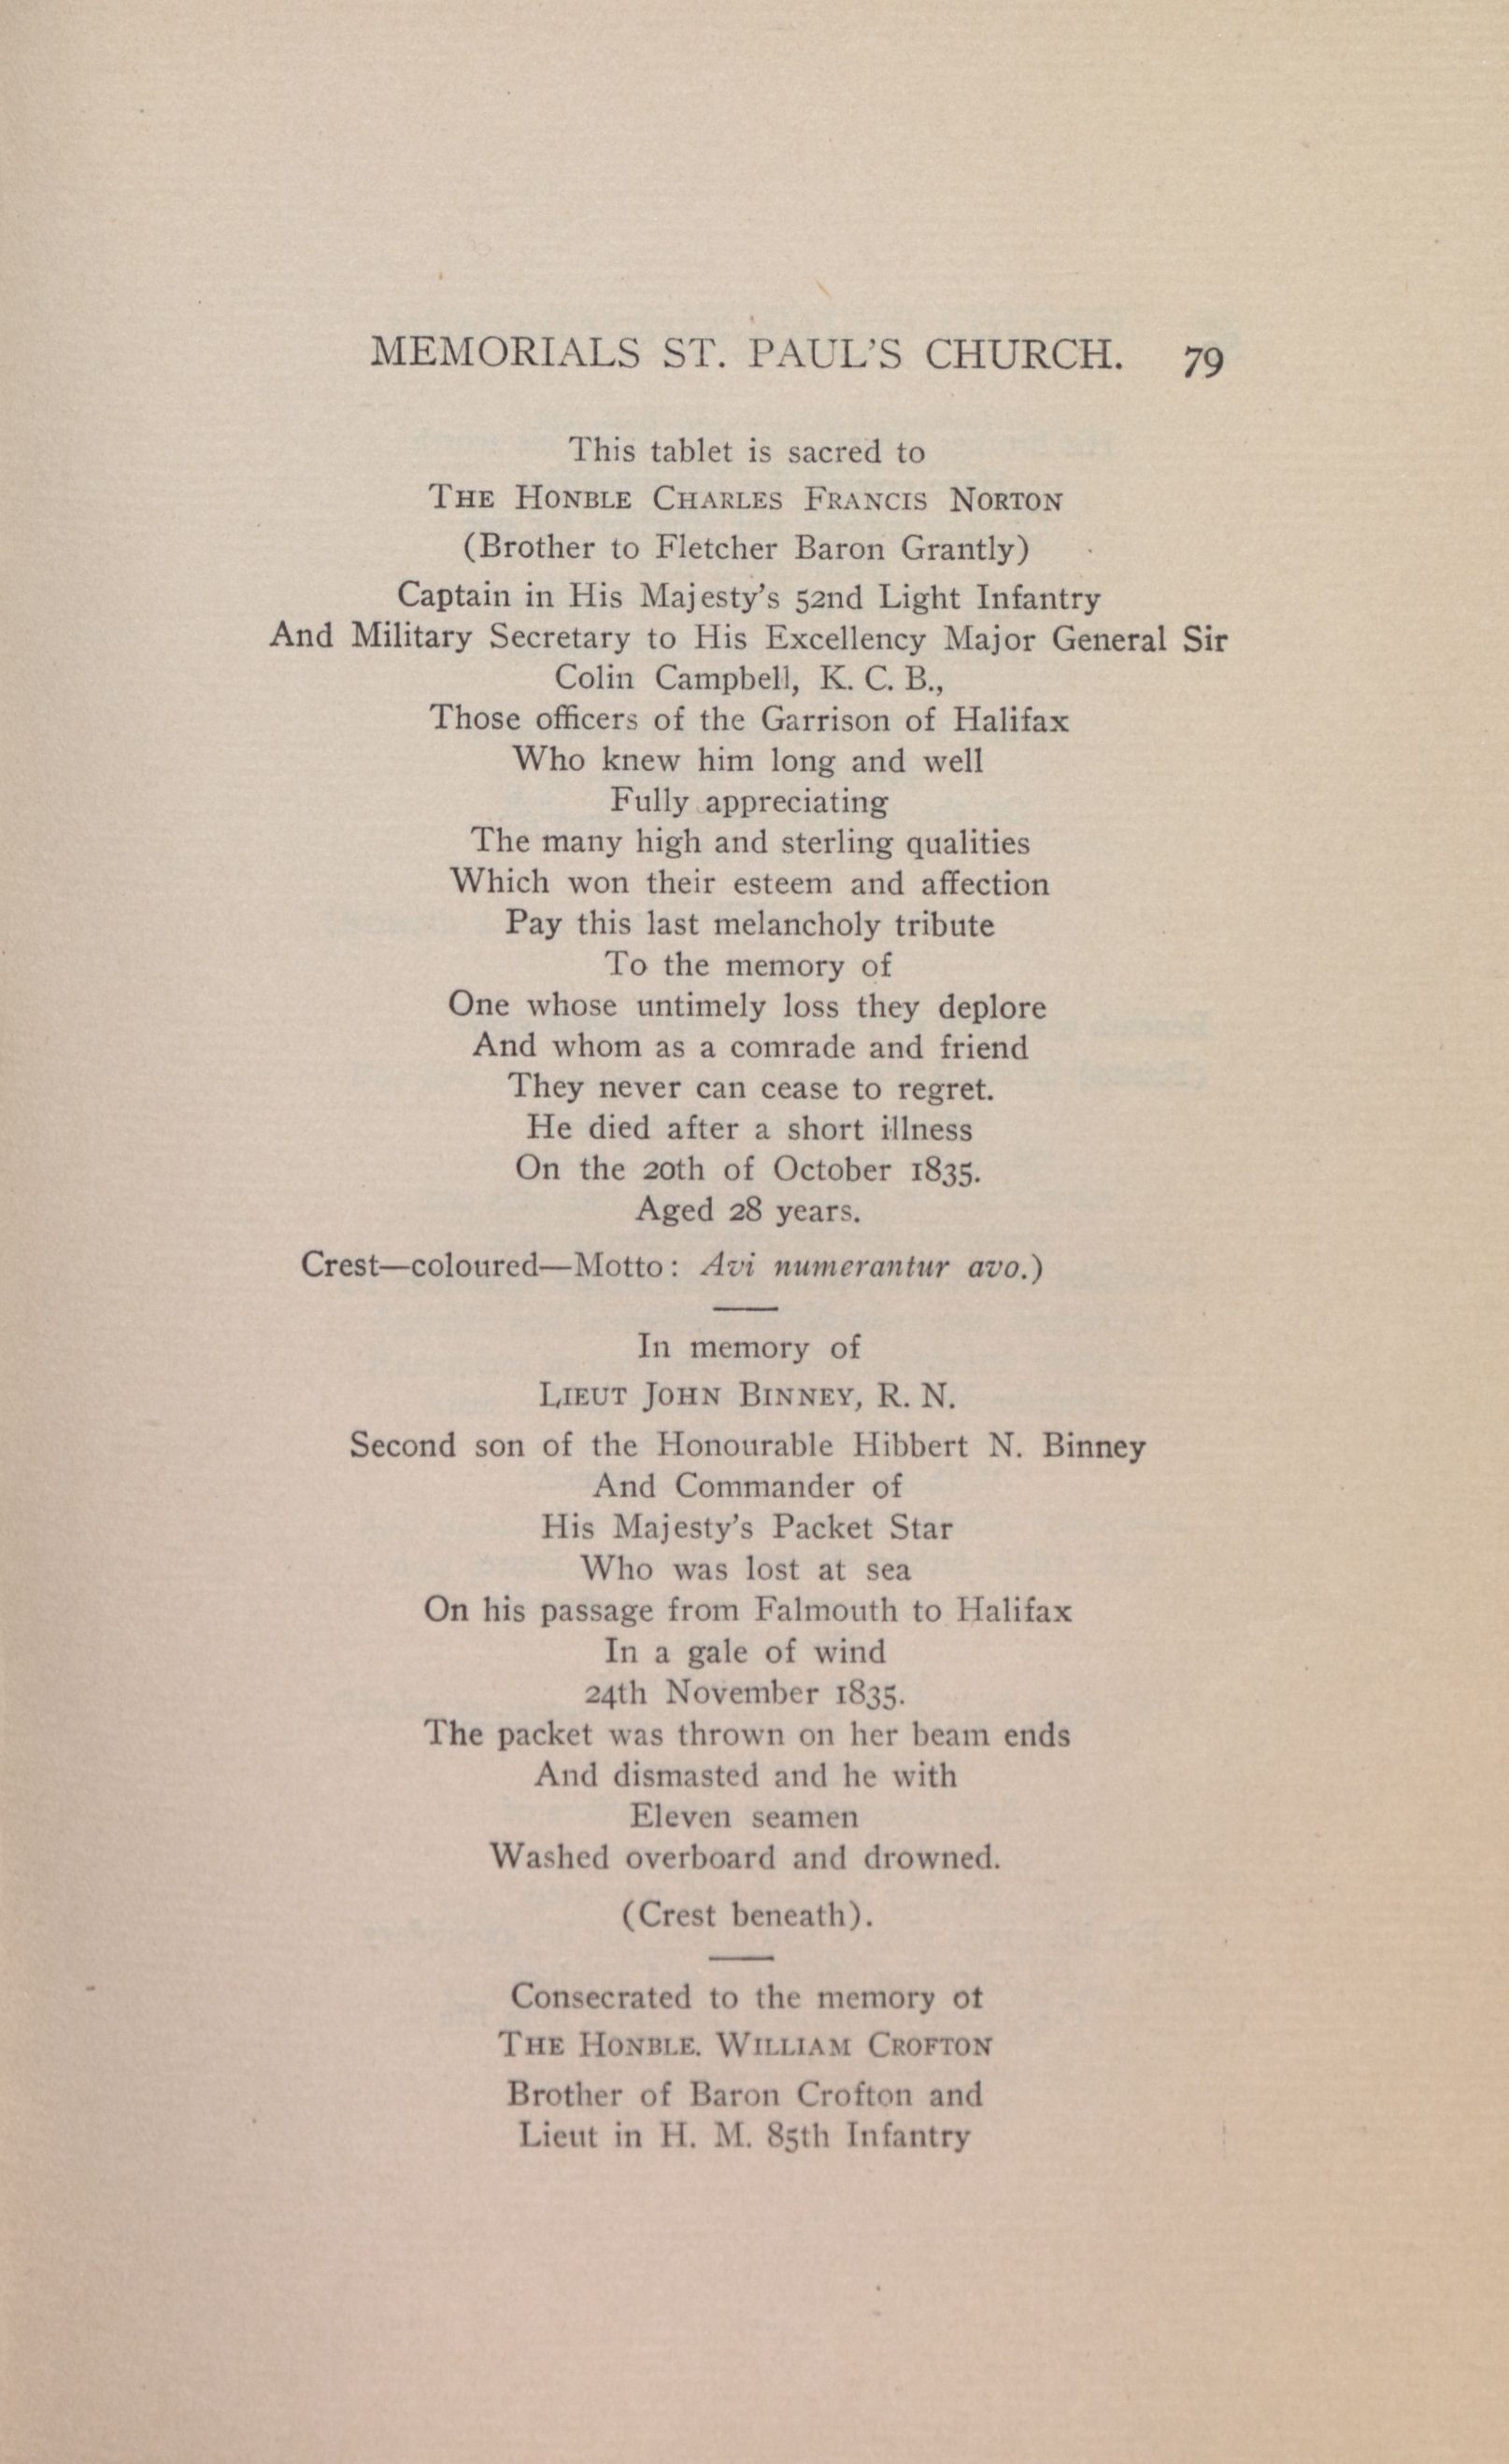 MEMORIALS ST. PAUL'S CHURCH. 79
This tablet is sacred to
THE HONBLE CHARLES FRANCIS NORTON
(Brother to Fletcher Baron Grantly)
Captain in His Majesty's 52nd Light Infantry
And Military Secretary to His Excellency Major General Sir
Colin Campbell, K. C. B.,
Those officers of the Garrison of Halifax
Who knew him long and well
Fully appreciating
The many high and sterling qualities
Which won their esteem and affection
Pay this last melancholy tribute
To the memory of
One whose untimely loss they deplore
And whom as a comrade and friend
They never can cease to regret.
He died after a short illness
On the 20th of October 1835.
Aged 28 years.
Crest—coloured—Motto: Avi numerantur avo.)
In memory of
LIEUT JOHN BINNEY, R. N.
Second son of the Honourable Hibbert N. Binney
And Commander of
His Majesty's Packet Star
Who was lost at sea
On his passage from Falmouth to Halifax
In a gale of wind
24th November 1835.
The packet was thrown on her beam ends
And dismasted and he with
Eleven seamen
Washed overboard and drowned.
(Crest beneath).
Consecrated to the memory of
THE HONBLE. WILLIAM CROFTON
Brother of Baron Crofton and
Lieut in H. M. 85th Infantry